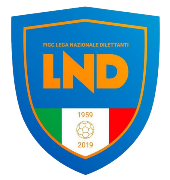 FIGC LEGA NAZIONALE DILETTANTI
LND
1959
2019